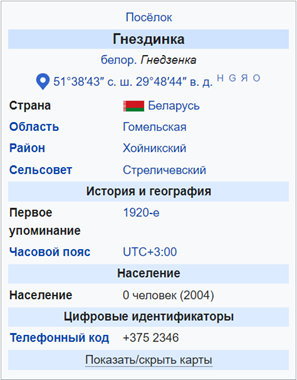 Посёлок
Гнездинка
белор. Гнедзенка
51°38′43″ с. ш. 29°48′44″ в. д. H G Я O
Страна Беларусь
Область Гомельская
Район Хойникский
Сельсовет Стреличевский
История и география
Первое 1920-е
упоминание
Часовой пояс UTC+3:00
Население
Население 0 человек (2004)
Цифровые идентификаторы
Телефонный код +375 2346
Показать/скрыть карты